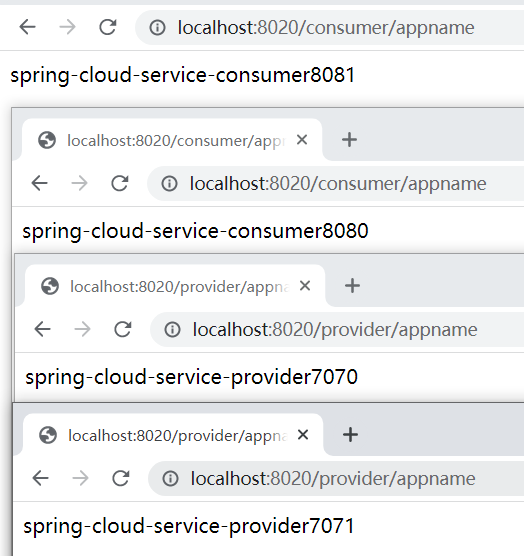 localhost:8020/consumer/appname
spring-cloud-service-consumer8081
localhost:8020/consumer/app
localhost:8020/consumer/appname
spring-cloud-service-consumer8080
localhost:8020/provider/appna
localhost:8020/provider/appname
spring-cloud-service-provider7070
localhost:8020/provider/appna
localhost:8020/provider/appname
spring-cloud-service-provider7071